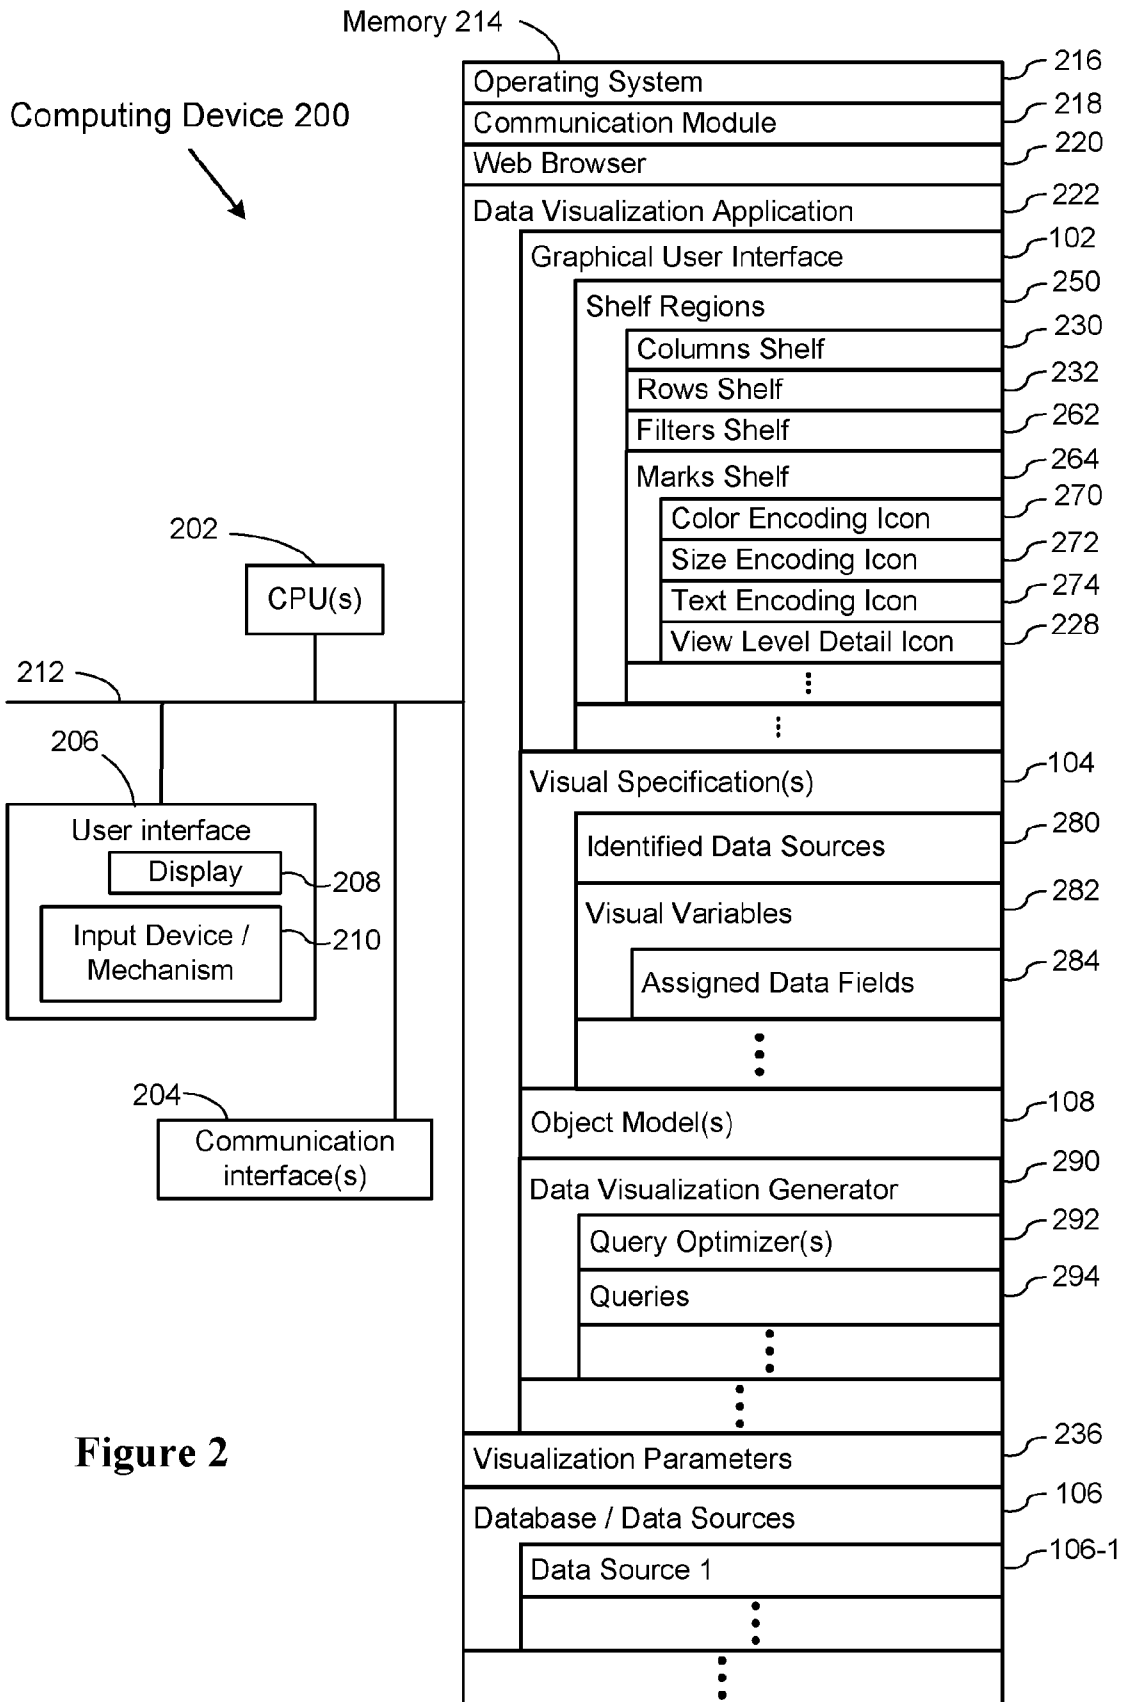 Memory 214
Computing Device 200
Operating System 216
Communication Module 218
Web Browser 220
Data Visualization Application 222
Graphical User Interface 102
Shelf Regions 250
Columns Shelf 230
Rows Shelf 232
Filters Shelf 262
Marks Shelf 264
Color Encoding Icon 270
Size Encoding Icon 272
Text Encoding Icon 274
View Level Detail Icon 228
202
CPU(s)
212
206
User interface
Display 208
Input Device /
Mechanism
210
204
Communication
interface(s)
Visual Specification(s) 104
Identified Data Sources 280
Visual Variables 282
Assigned Data Fields 284
Object Model(s) 108
Data Visualization Generator 290
Query Optimizer(s) 292
Queries 294
Visualization Parameters 236
Database / Data Sources 106
Data Source 1 106-1
Figure 2